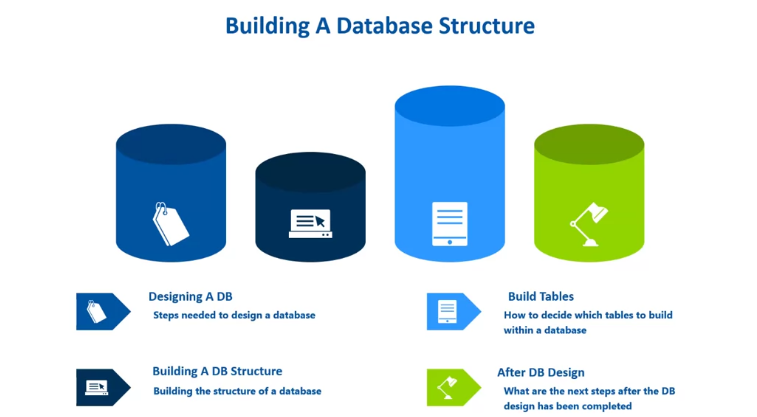 Building A Database Structure
Designing A DB
Steps needed to design a database
Building A DB Structure
Building the structure of a database
Build Tables
How to decide which tables to build
within a database
After DB Design
What are the next steps after the DB
design has been completed